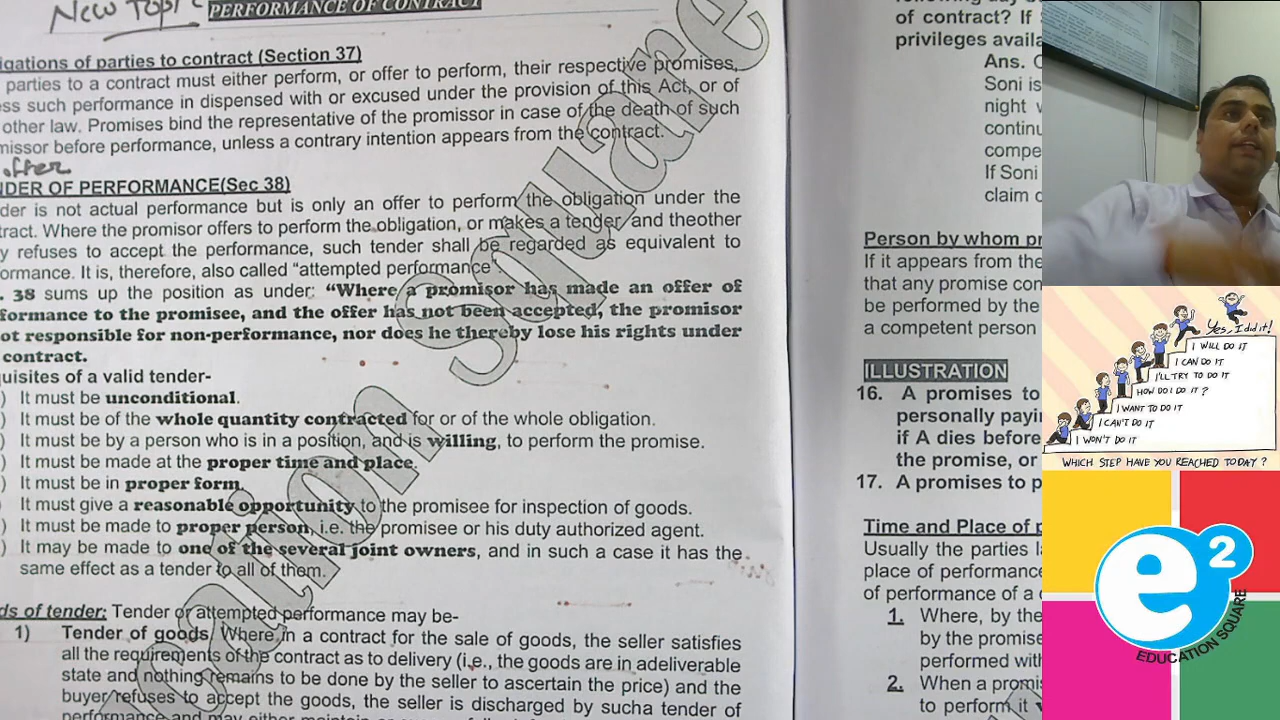 New Topic
PERFORMANCE OF CONTRACT
igations of parties to contract (Section 37)
parties to a contract must either perform, or offer to perform, their respective promises,
ess such performance in dispensed with or excused under the provision of this Act, or of
other law. Promises bind the representative of the promissor in case of the death of such
missor before performance, unless a contrary intention appears from the contract.
offer
NDER OF PERFORMANCE(Sec 38)
der is not actual performance but is only an offer to perform the obligation under the
tract. Where the promisor offers to perform the obligation, or makes a tender, and theother
y refuses to accept the performance, such tender shall be regarded as equivalent to
ormance. It is, therefore, also called "attempted performance".
. 38 sums up the position as under: "Where a promisor has made an offer of
formance to the promisee, and the offer has not been accepted, the promisor
ot responsible for non-performance, nor does he thereby lose his rights under
contract.
uisites of a valid tender-
) It must be unconditional.
) It must be of the whole quantity contracted for or of the whole obligation.
) It must be by a person who is in a position, and is willing, to perform the promise.
) It must be made at the proper time and place.
) It must be in proper form.
) It must give a reasonable opportunity to the promisee for inspection of goods.
) It must be made to proper person, i.e. the promisee or his duty authorized agent.
) It may be made to one of the several joint owners, and in such a case it has the
same effect as a tender to all of them.
ds of tender: Tender or attempted performance may be-
1) Tender of goods: Where in a contract for the sale of goods, the seller satisfies
all the requirements of the contract as to delivery (i.e., the goods are in adeliverable
state and nothing remains to be done by the seller to ascertain the price) and the
buyer refuses to accept the goods, the seller is discharged by sucha tender of
performance and may either
of contract? If
privileges availa
Ans.
Soni is
night
continu
compe
If Soni
claim
Person by whom pr
If it appears from the
that any promise con
be performed by the
a competent person
ILLUSTRATION
16. A promises to
personally payi
if A dies before
the promise, or
17. A promises to p
Time and Place of p
Usually the parties
place of performance
of performance of a
1. Where, by the
by the promise
performed with
2. When a promi
to perform it
Yes, I did it!
I WILL DO IT
I CAN DO IT
I'LL TRY TO DO IT
HOW DO I DO IT?
I WANT TO DO IT
I CAN'T DO IT
I WON'T DO IT
WHICH STEP HAVE YOU REACHED TODAY?
e2
EDUCATION SQUARE
cation Square